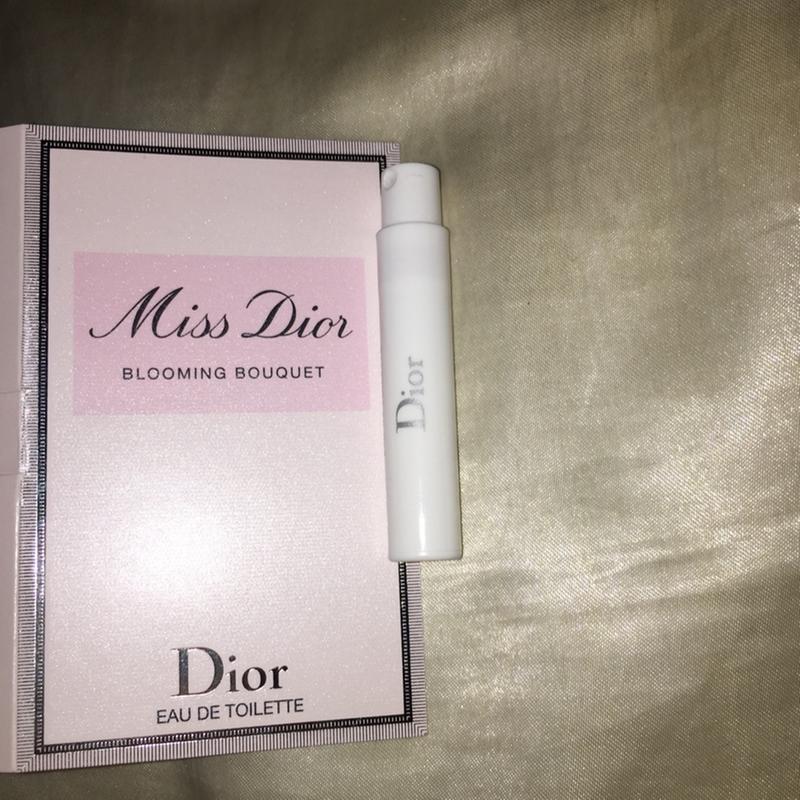 Miss Dior
BLOOMING BOUQUET
Dior
EAU DE TOILETTE
Dior